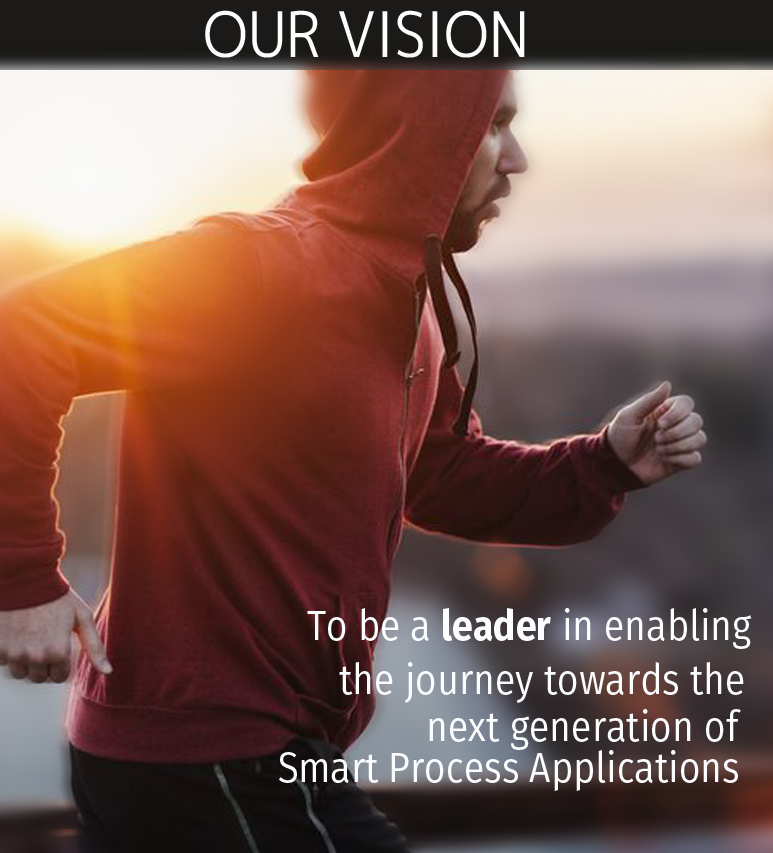 OUR VISION
To be a leader in enabling
the journey towards the
next generation of
Smart Process Applications